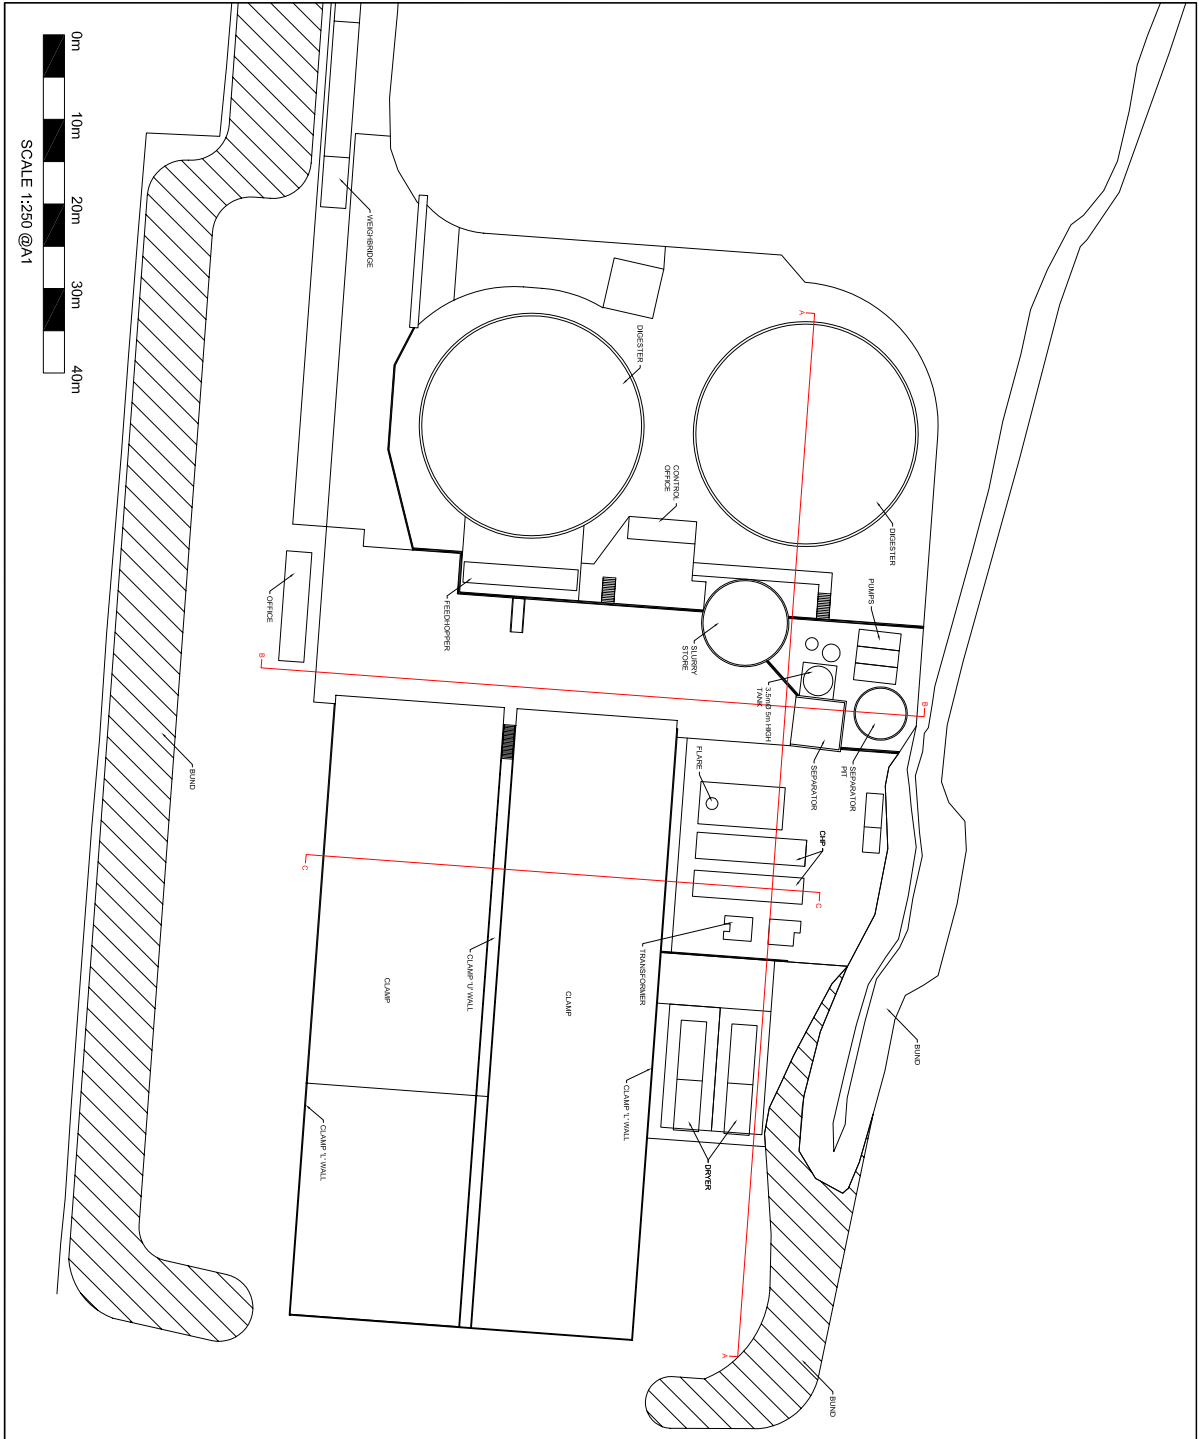 0m
10m
20m
30m
40m
SCALE 1:250 @A1
WEIGHBRIDGE
DIGESTER
A
CONTROL
OFFICE
DIGESTER
PUMPS
OFFICE
FEEDHOPPER
SLURRY
STORE
B
B
3.5mØ 5m HIGH
TANK
SEPARATOR
PIT
SEPARATOR
FLARE
BUND
CHP
C
C
CLAMP 'U' WALL
TRANSFORMER
CLAMP
CLAMP
BUND
CLAMP 'L' WALL
CLAMP 'L' WALL
DRYER
A
BUND